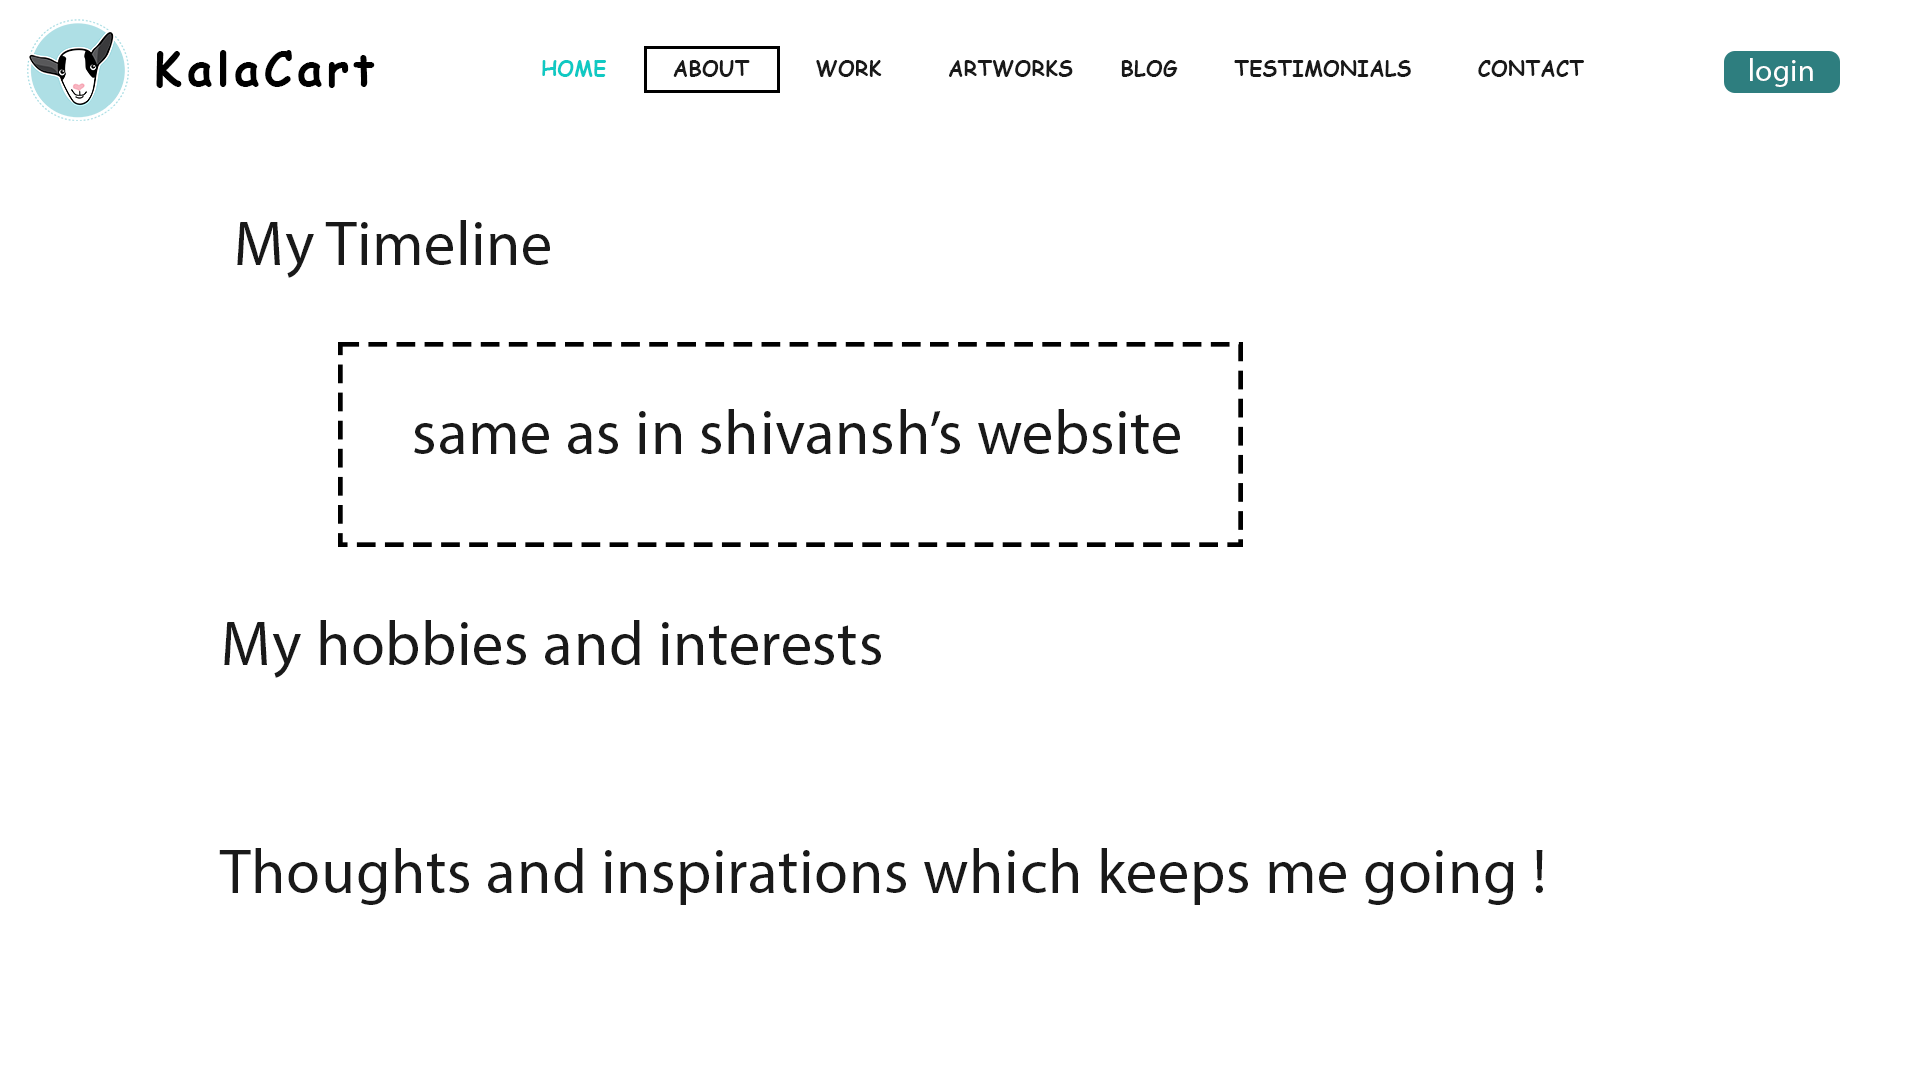 KalaCart
HOME ABOUT WORK ARTWORKS BLOG TESTIMONIALS CONTACT login
My Timeline
same as in shivansh’s website
My hobbies and interests
Thoughts and inspirations which keeps me going !